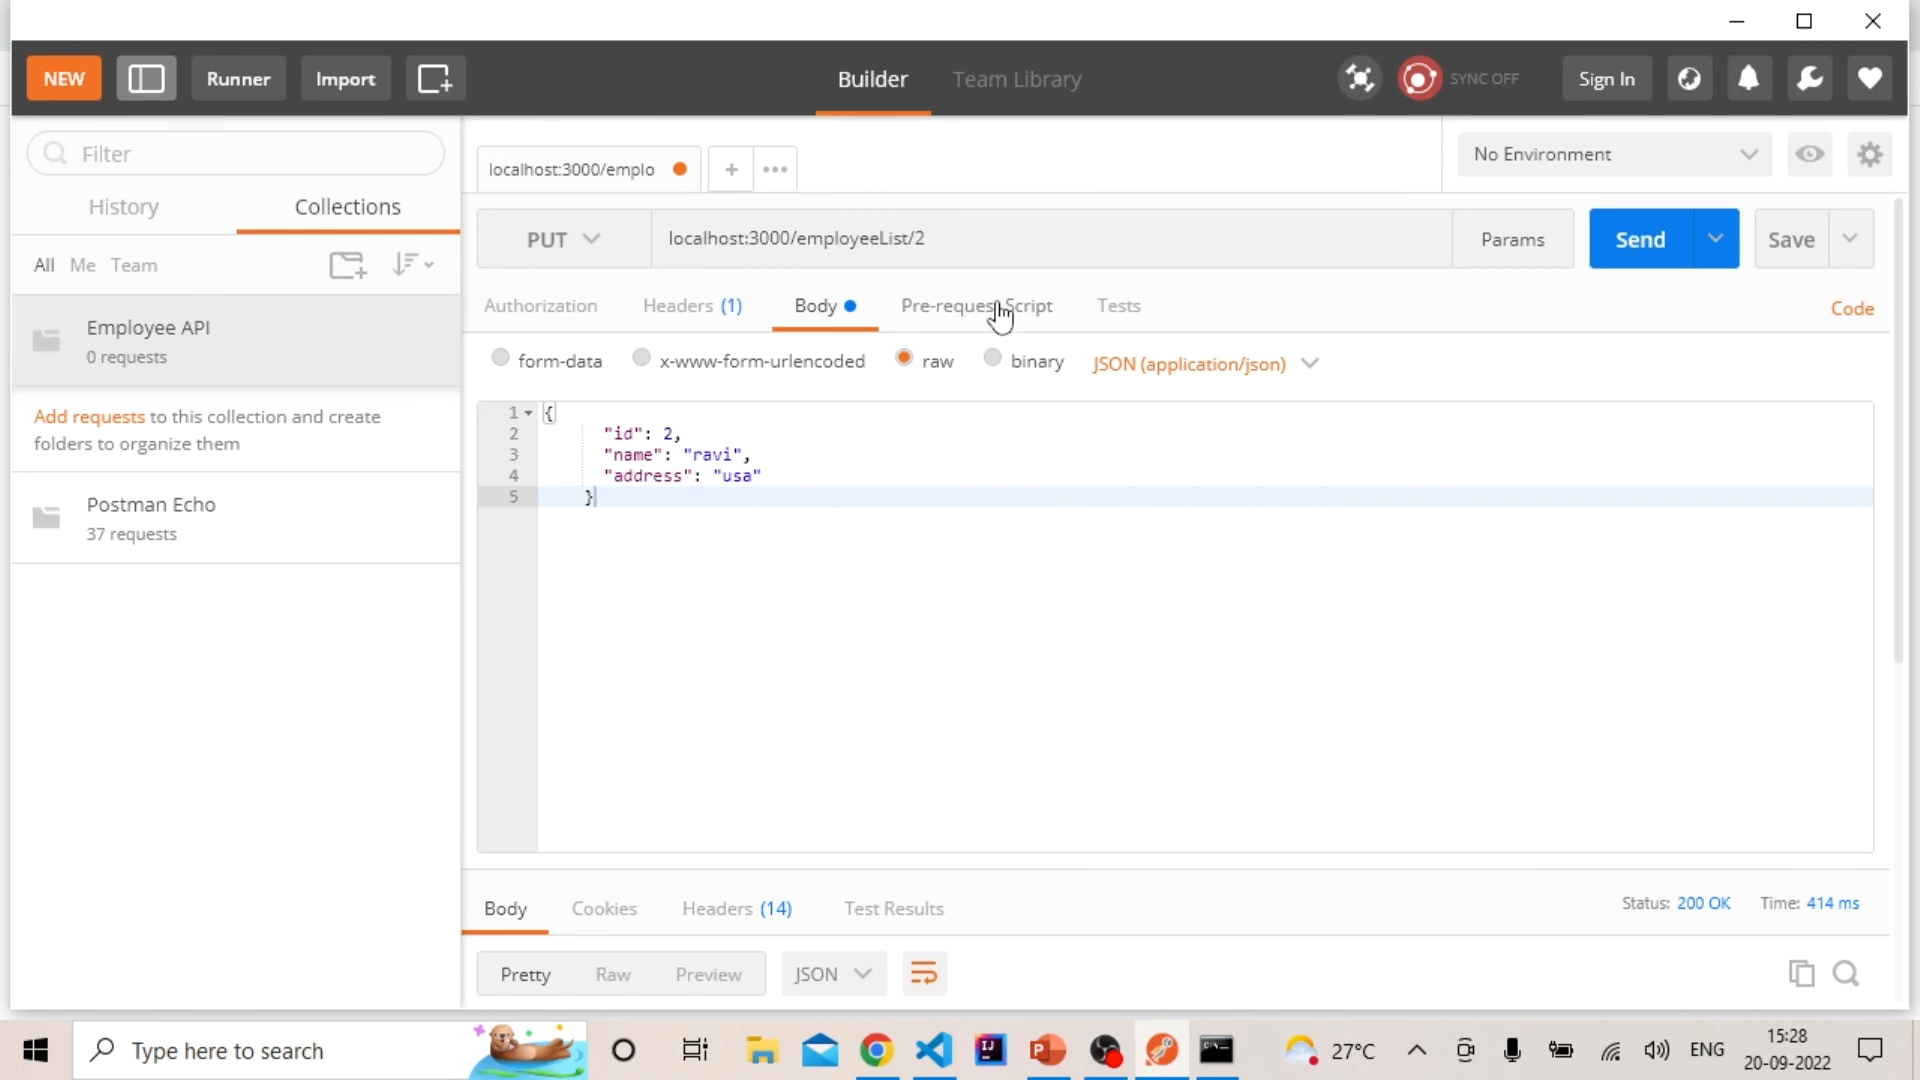 NEW
Runner
Import
Builder
Team Library
SYNC OFF
Sign In
Filter
History
Collections
All Me Team
Employee API
0 requests
Add requests to this collection and create
folders to organize them
Postman Echo
37 requests
localhost:3000/emplo
No Environment
PUT
localhost:3000/employeeList/2
Params
Send
Save
Authorization
Headers (1)
Body
Pre-request Script
Tests
Code
form-data
x-www-form-urlencoded
raw
binary
JSON (application/json)
1 {
2 "id": 2,
3 "name": "ravi",
4 "address": "usa"
5 }
Body
Cookies
Headers (14)
Test Results
Status: 200 OK
Time: 414 ms
Pretty
Raw
Preview
JSON
Type here to search
27°C
ENG
15:28
20-09-2022